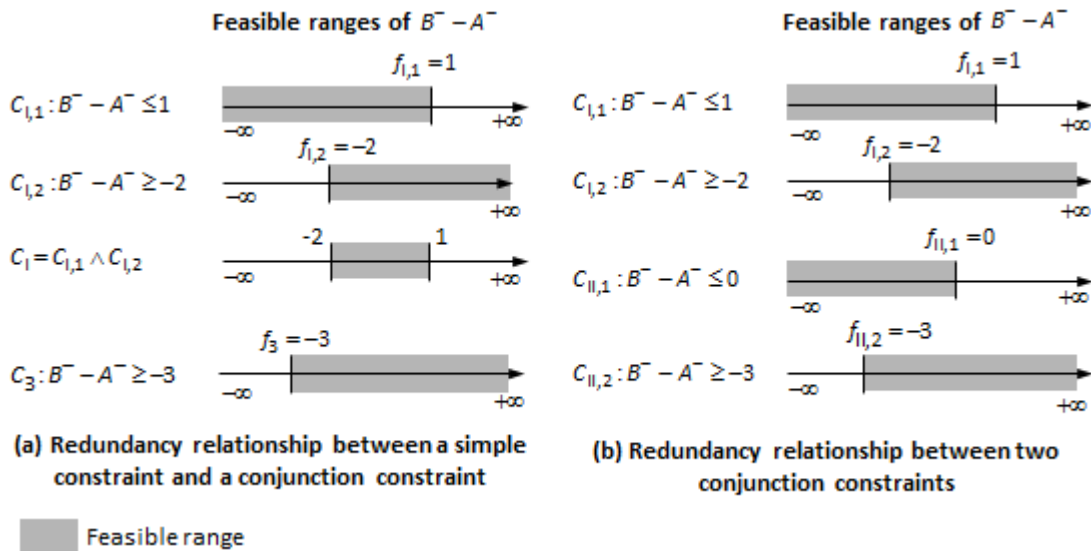 Feasible ranges of B⁻ − A⁻
f_I,1 = 1
C_I,1 : B⁻ − A⁻ ≤ 1
−∞
+∞
f_I,2 = −2
C_I,2 : B⁻ − A⁻ ≥ −2
−∞
+∞
-2
1
C_I = C_I,1 ∧ C_I,2
−∞
+∞
f_3 = −3
C_3 : B⁻ − A⁻ ≥ −3
−∞
+∞
(a) Redundancy relationship between a simple
constraint and a conjunction constraint
Feasible ranges of B⁻ − A⁻
f_I,1 = 1
C_I,1 : B⁻ − A⁻ ≤ 1
−∞
+∞
f_I,2 = −2
C_I,2 : B⁻ − A⁻ ≥ −2
−∞
+∞
f_II,1 = 0
C_II,1 : B⁻ − A⁻ ≤ 0
−∞
+∞
f_II,2 = −3
C_II,2 : B⁻ − A⁻ ≥ −3
−∞
+∞
(b) Redundancy relationship between two
conjunction constraints
Feasible range